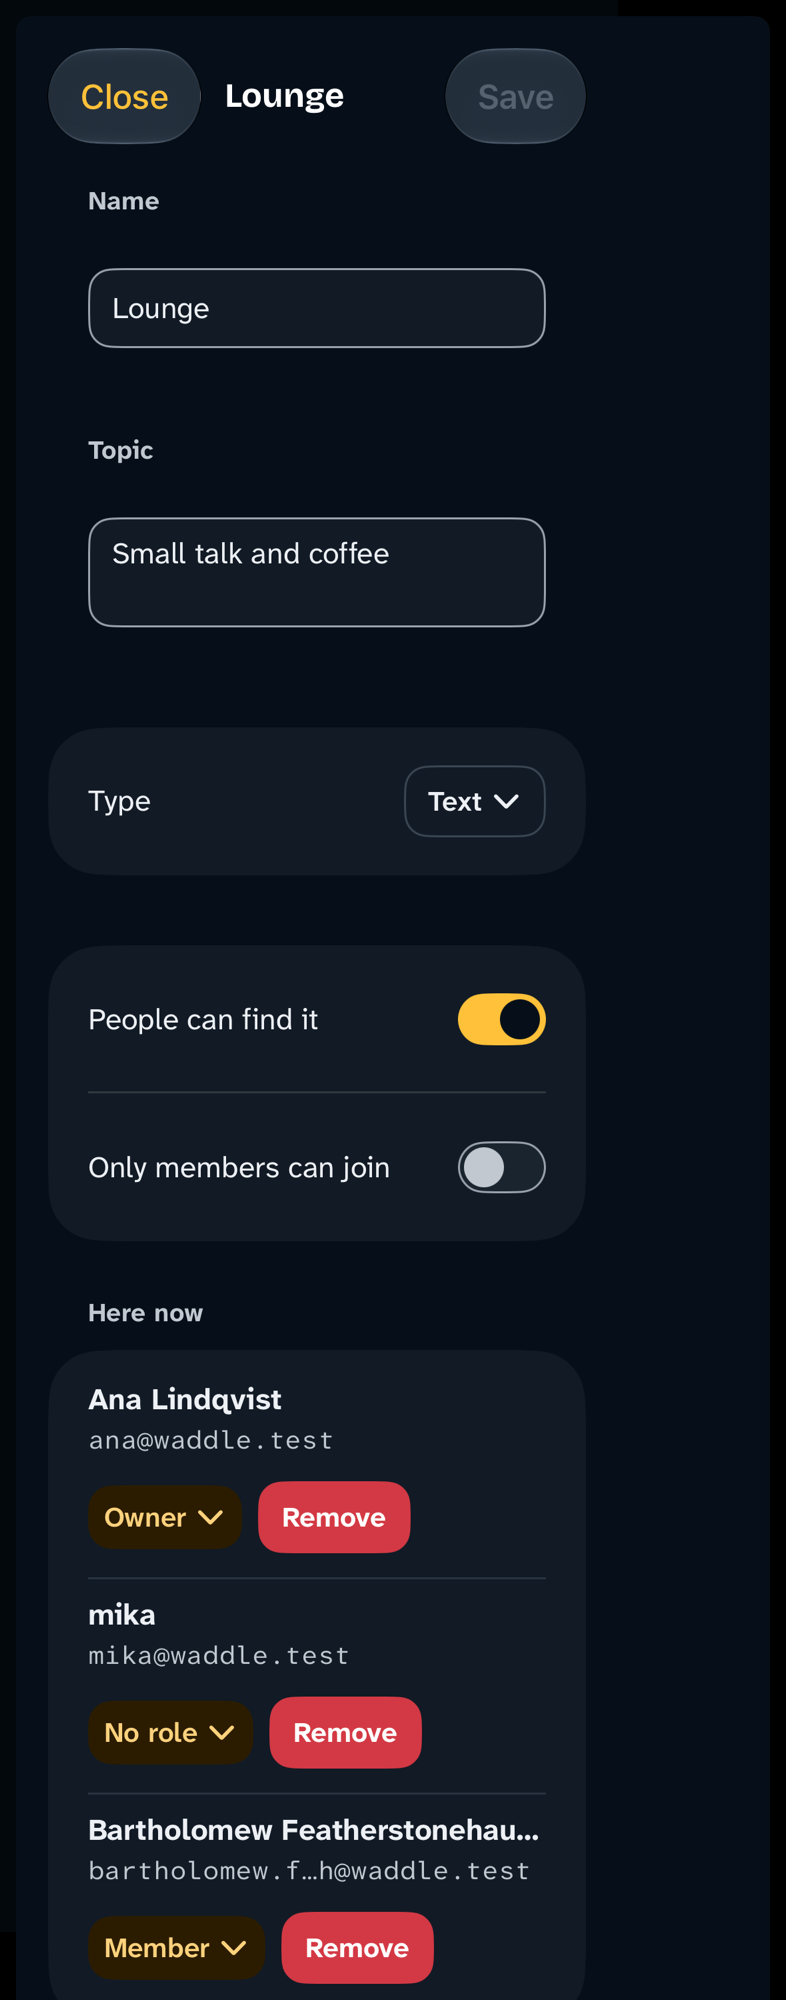 Close Lounge Save
Name
Lounge
Topic
Small talk and coffee
Type Text
People can find it
Only members can join
Here now
Ana Lindqvist
ana@waddle.test
Owner Remove
mika
mika@waddle.test
No role Remove
Bartholomew Featherstonehau…
bartholomew.f…h@waddle.test
Member Remove